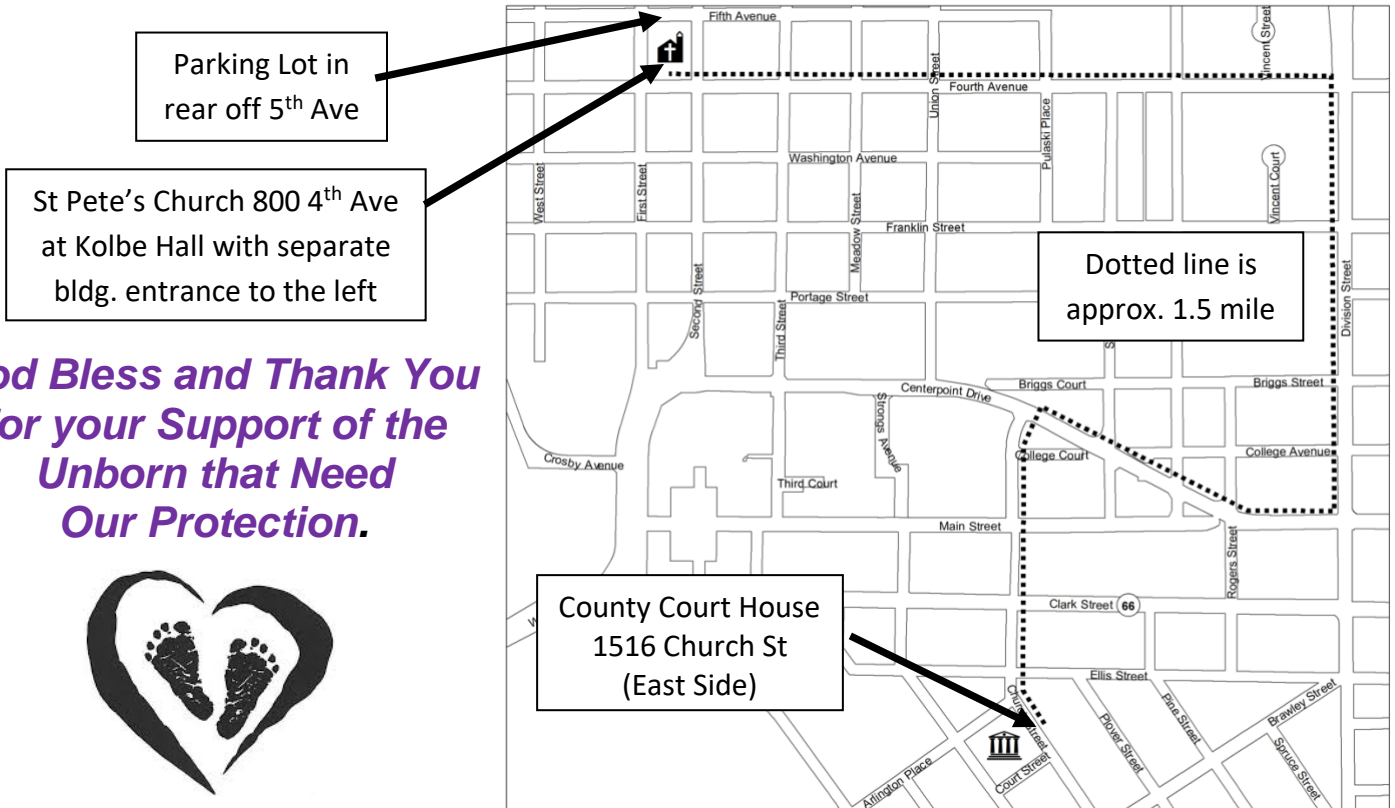 Parking Lot in
rear off 5th Ave
St Pete's Church 800 4th Ave
at Kolbe Hall with separate
bldg. entrance to the left
od Bless and Thank You
or your Support of the
Unborn that Need
Our Protection.
Fifth Avenue
Vincent Street
Union Street
Fourth Avenue
Pulaski Place
Washington Avenue
West Street
First Street
Meadow Street
Vincent Court
Franklin Street
Dotted line is
approx. 1.5 mile
Division Street
Second Street
Portage Street
Third Street
S
Centerpoint Drive
Briggs Court
Briggs Street
Strongs Avenue
Crosby Avenue
College Court
College Avenue
Third Court
Main Street
Rogers Street
County Court House
1516 Church St
(East Side)
Clark Street 66
W
Ellis Street
Church Street
Plover Street
Pine Street
Brawley Street
Spruce Street
Court Street
Arlington Place